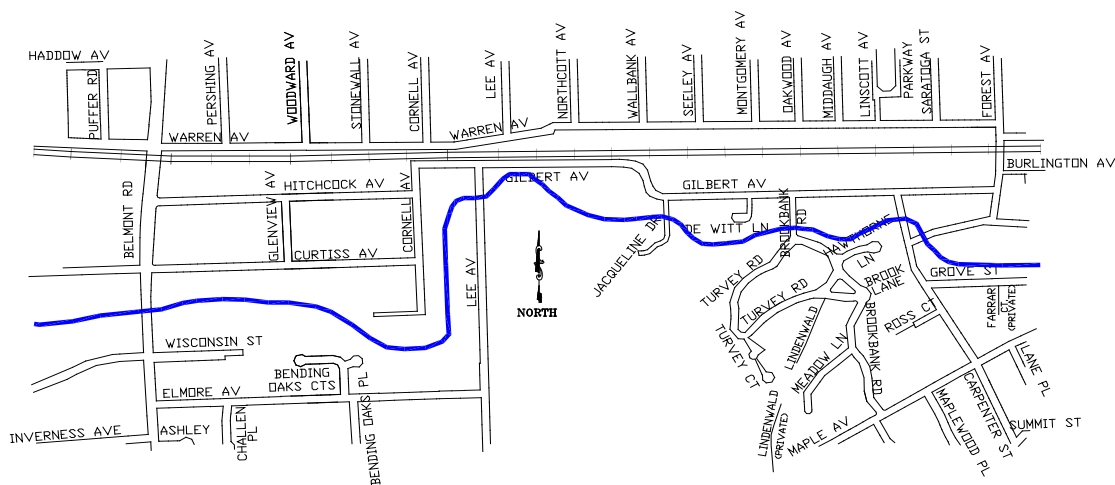 HADDOW AV
PUFFER RD
PERSHING AV
WOODWARD AV
STONEWALL AV
CORNELL AV
LEE AV
NORTHCOTT AV
WALLBANK AV
SEELEY AV
MONTGOMERY AV
OAKWOOD AV
MIDDAUGH AV
LINSCOTT AV
PARKWAY
SARATOGA ST
FOREST AV
WARREN AV
WARREN AV
BURLINGTON AV
BELMONT RD
HITCHCOCK AV
GLENVIEW AV
CORNELL AV
GILBERT AV
GILBERT AV
CURTISS AV
LEE AV
JACQUELINE DR
DE WITT LN
BROOKBANK RD
HAWTHORNE LN
TURVEY RD
TURVEY RD
BROOK LANE
GROVE ST
FARRAR CT
(PRIVATE)
NORTH
WISCONSIN ST
TURVEY CT
LINDENWALD
MEADOW LN
BROOKBANK RD
ROSS CT
LANE PL
BENDING OAKS CTS
BENDING OAKS PL
ELMORE AV
INVERNESS AVE
ASHLEY
CHALLEN PL
LINDENWALD
(PRIVATE)
MAPLE AV
MAPLEWOOD PL
CARPENTER ST
SUMMIT ST